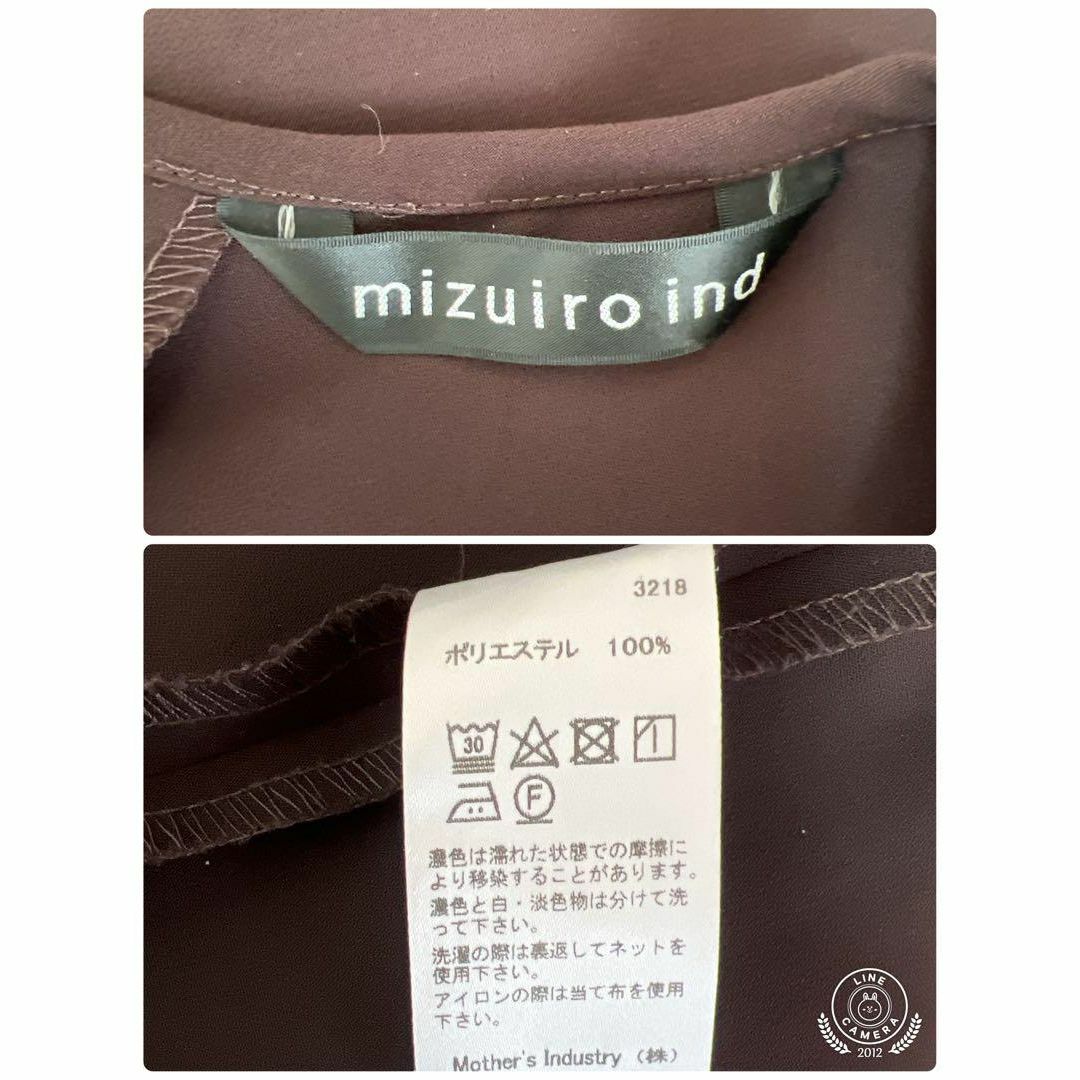 mizuiro ind
3218
ポリエステル 100%
30
F
濃色は濡れた状態での摩擦に
より移染することがあります。
濃色と白・淡色物は分けて洗
って下さい。
洗濯の際は裏返してネットを
使用下さい。
アイロンの際は当て布を使用
下さい。
Mother's Industry (株)
LINE
CAMERA
2012